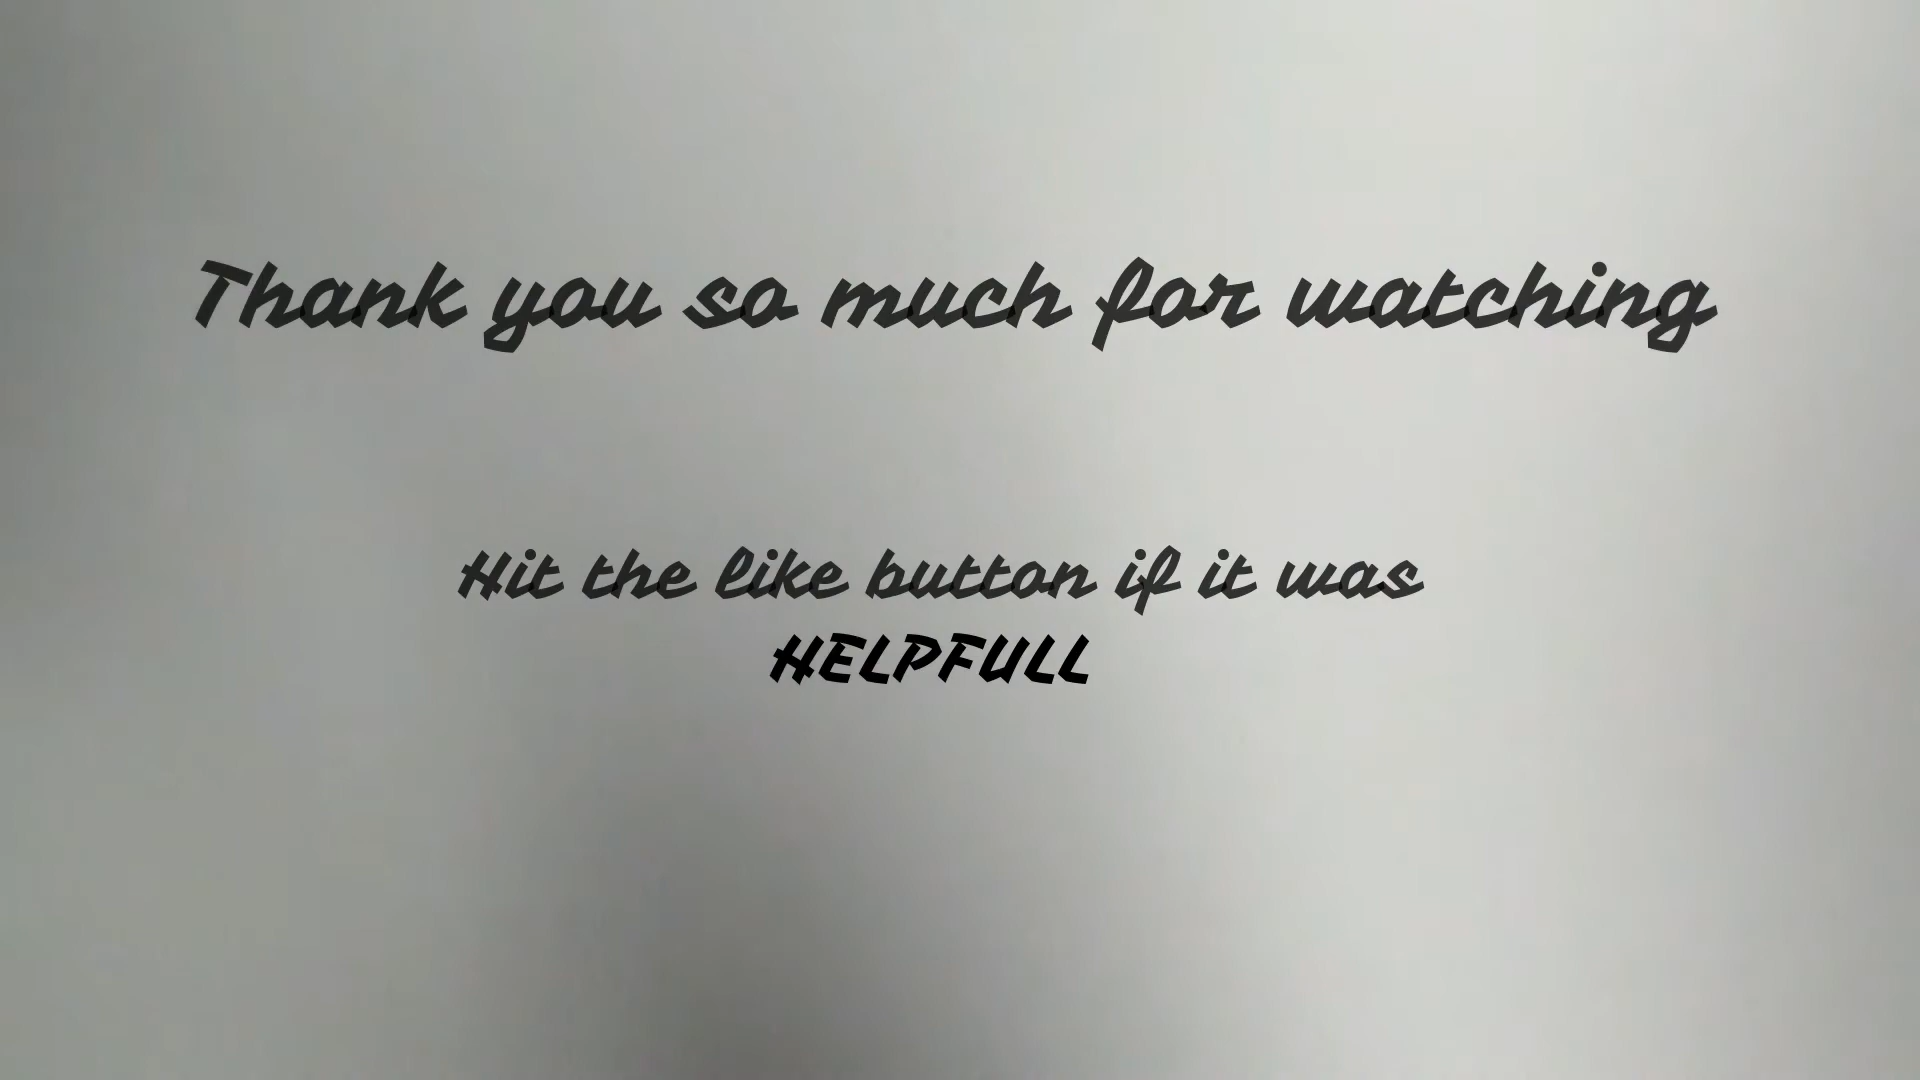 Thank you so much for watching
Hit the like button if it was
HELPFULL